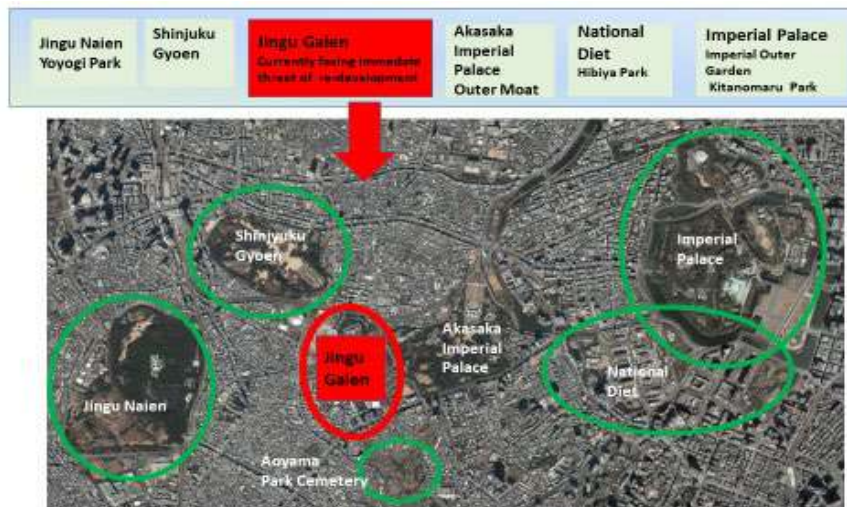 Jingu Naien
Yoyogi Park
Shinjuku
Gyoen
Jingu Gaien
Currently facing immediate
threat of re-development
Akasaka
Imperial
Palace
Outer Moat
National
Diet
Hibiya Park
Imperial Palace
Imperial Outer
Garden
Kitanomaru Park
Shinjyuku
Gyoen
Imperial
Palace
Akasaka
Imperial
Palace
Jingu
Gaien
National
Diet
Jingu Naien
Aoyama
Park Cemetery